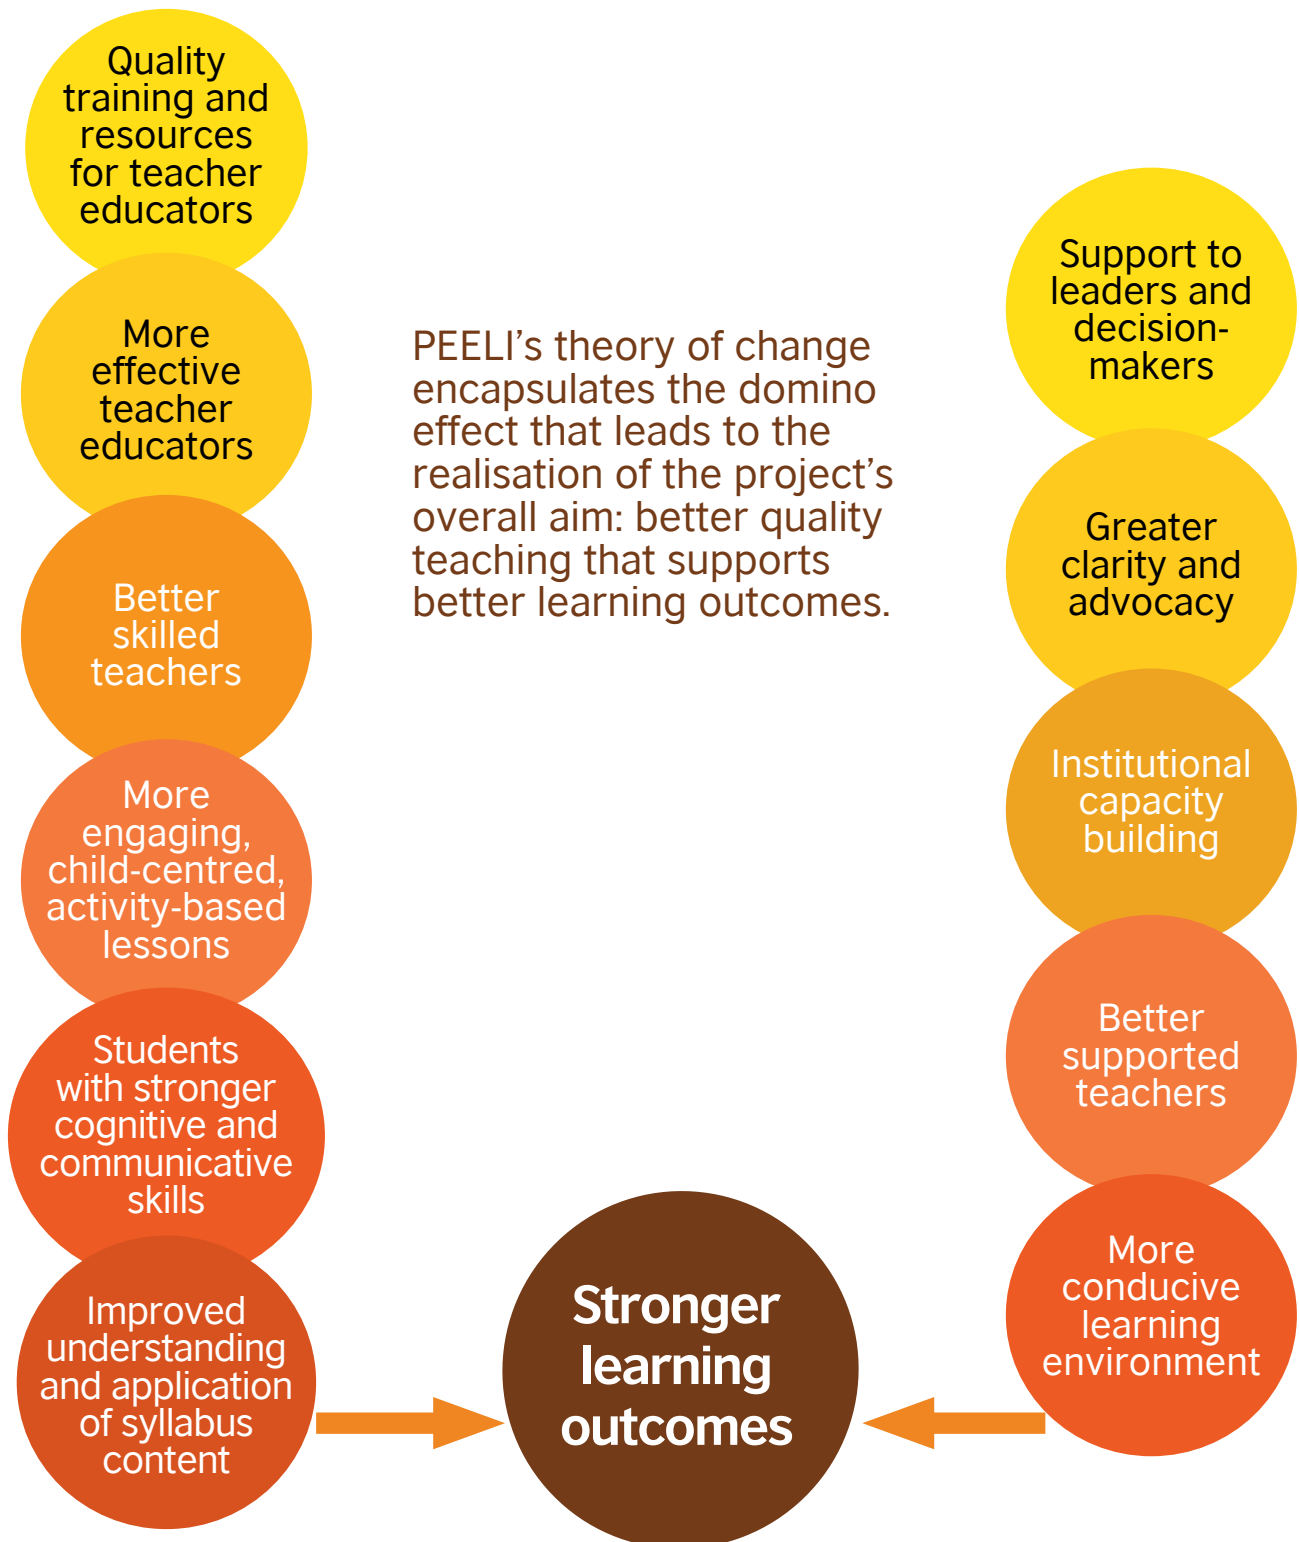 Quality
training and
resources
for teacher
educators
More
effective
teacher
educators
Better
skilled
teachers
More
engaging,
child-centred,
activity-based
lessons
Students
with stronger
cognitive and
communicative
skills
Improved
understanding
and application
of syllabus
content
PEELI’s theory of change
encapsulates the domino
effect that leads to the
realisation of the project’s
overall aim: better quality
teaching that supports
better learning outcomes.
Stronger
learning
outcomes
Support to
leaders and
decision-
makers
Greater
clarity and
advocacy
Institutional
capacity
building
Better
supported
teachers
More
conducive
learning
environment